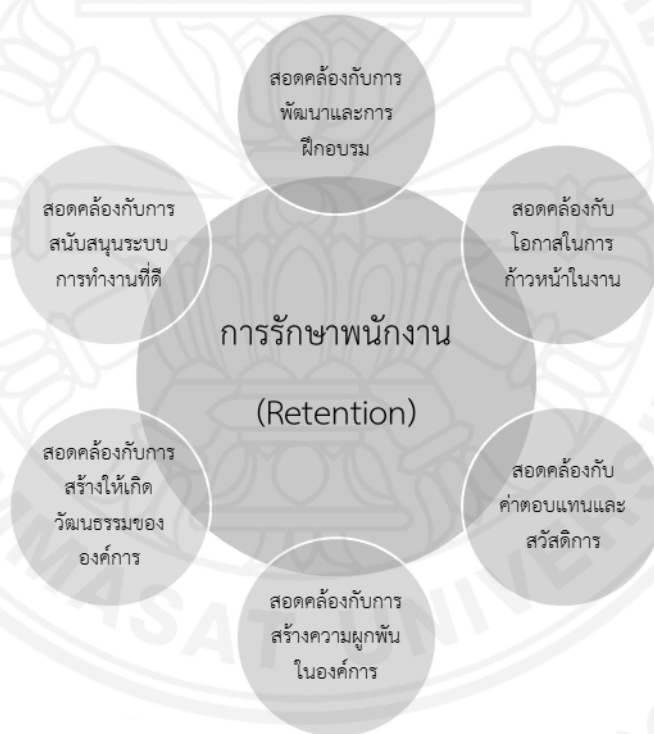 สอดคล้องกับการ
พัฒนาและการ
ฝึกอบรม
สอดคล้องกับ
โอกาสในการ
ก้าวหน้าในงาน
สอดคล้องกับ
ค่าตอบแทนและ
สวัสดิการ
สอดคล้องกับการ
สร้างความผูกพัน
ในองค์การ
สอดคล้องกับการ
สร้างให้เกิด
วัฒนธรรมของ
องค์การ
สอดคล้องกับการ
สนับสนุนระบบ
การทำงานที่ดี
การรักษาพนักงาน
(Retention)